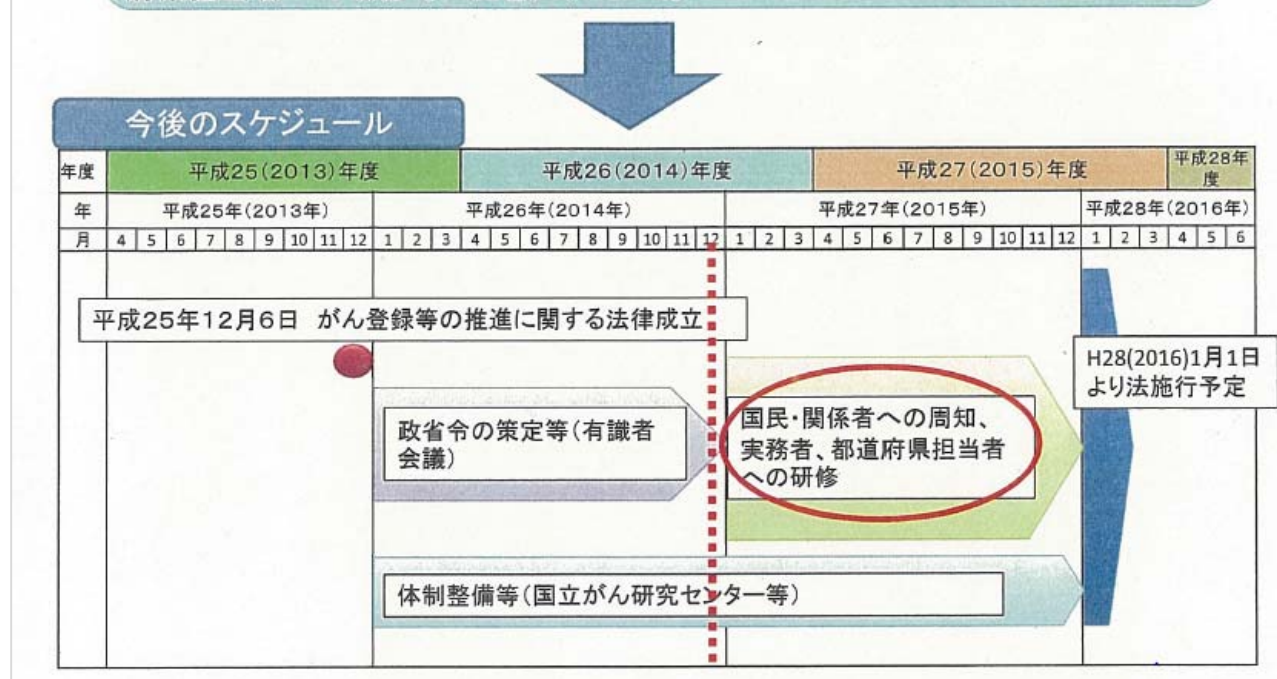 今後のスケジュール
年度 平成25(2013)年度 平成26(2014)年度 平成27(2015)年度 平成28年
度
年 平成25年(2013年) 平成26年(2014年) 平成27年(2015年) 平成28年(2016年)
月 4 5 6 7 8 9 10 11 12 1 2 3 4 5 6 7 8 9 10 11 12 1 2 3 4 5 6 7 8 9 10 11 12 1 2 3 4 5 6
平成25年12月6日 がん登録等の推進に関する法律成立
H28(2016)1月1日
より法施行予定
政省令の策定等(有識者
会議)
国民・関係者への周知、
実務者、都道府県担当者
への研修
体制整備等(国立がん研究センター等)